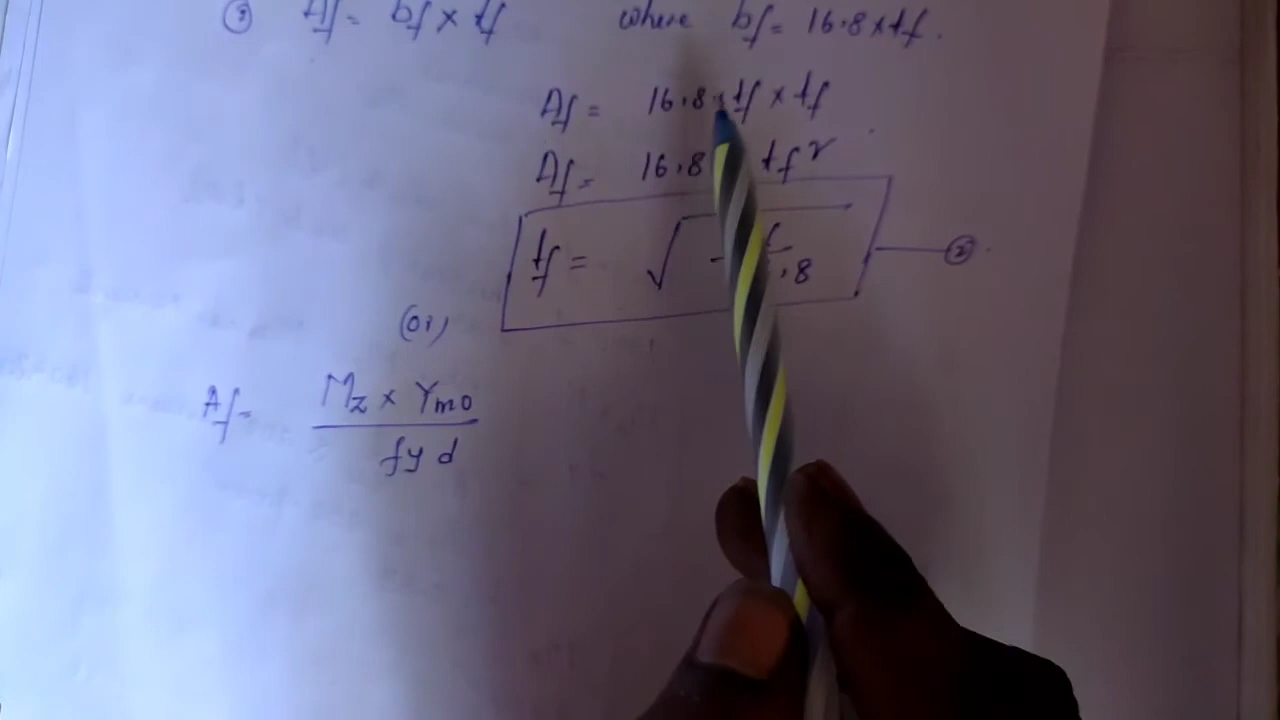 ③ Af = bf × tf where bf = 16.8 × tf.
Af = 16.8 × tf × tf
Af = 16.8 tf²
tf = √ .8 ②
(or)
Af = Mz × γm0
fy d